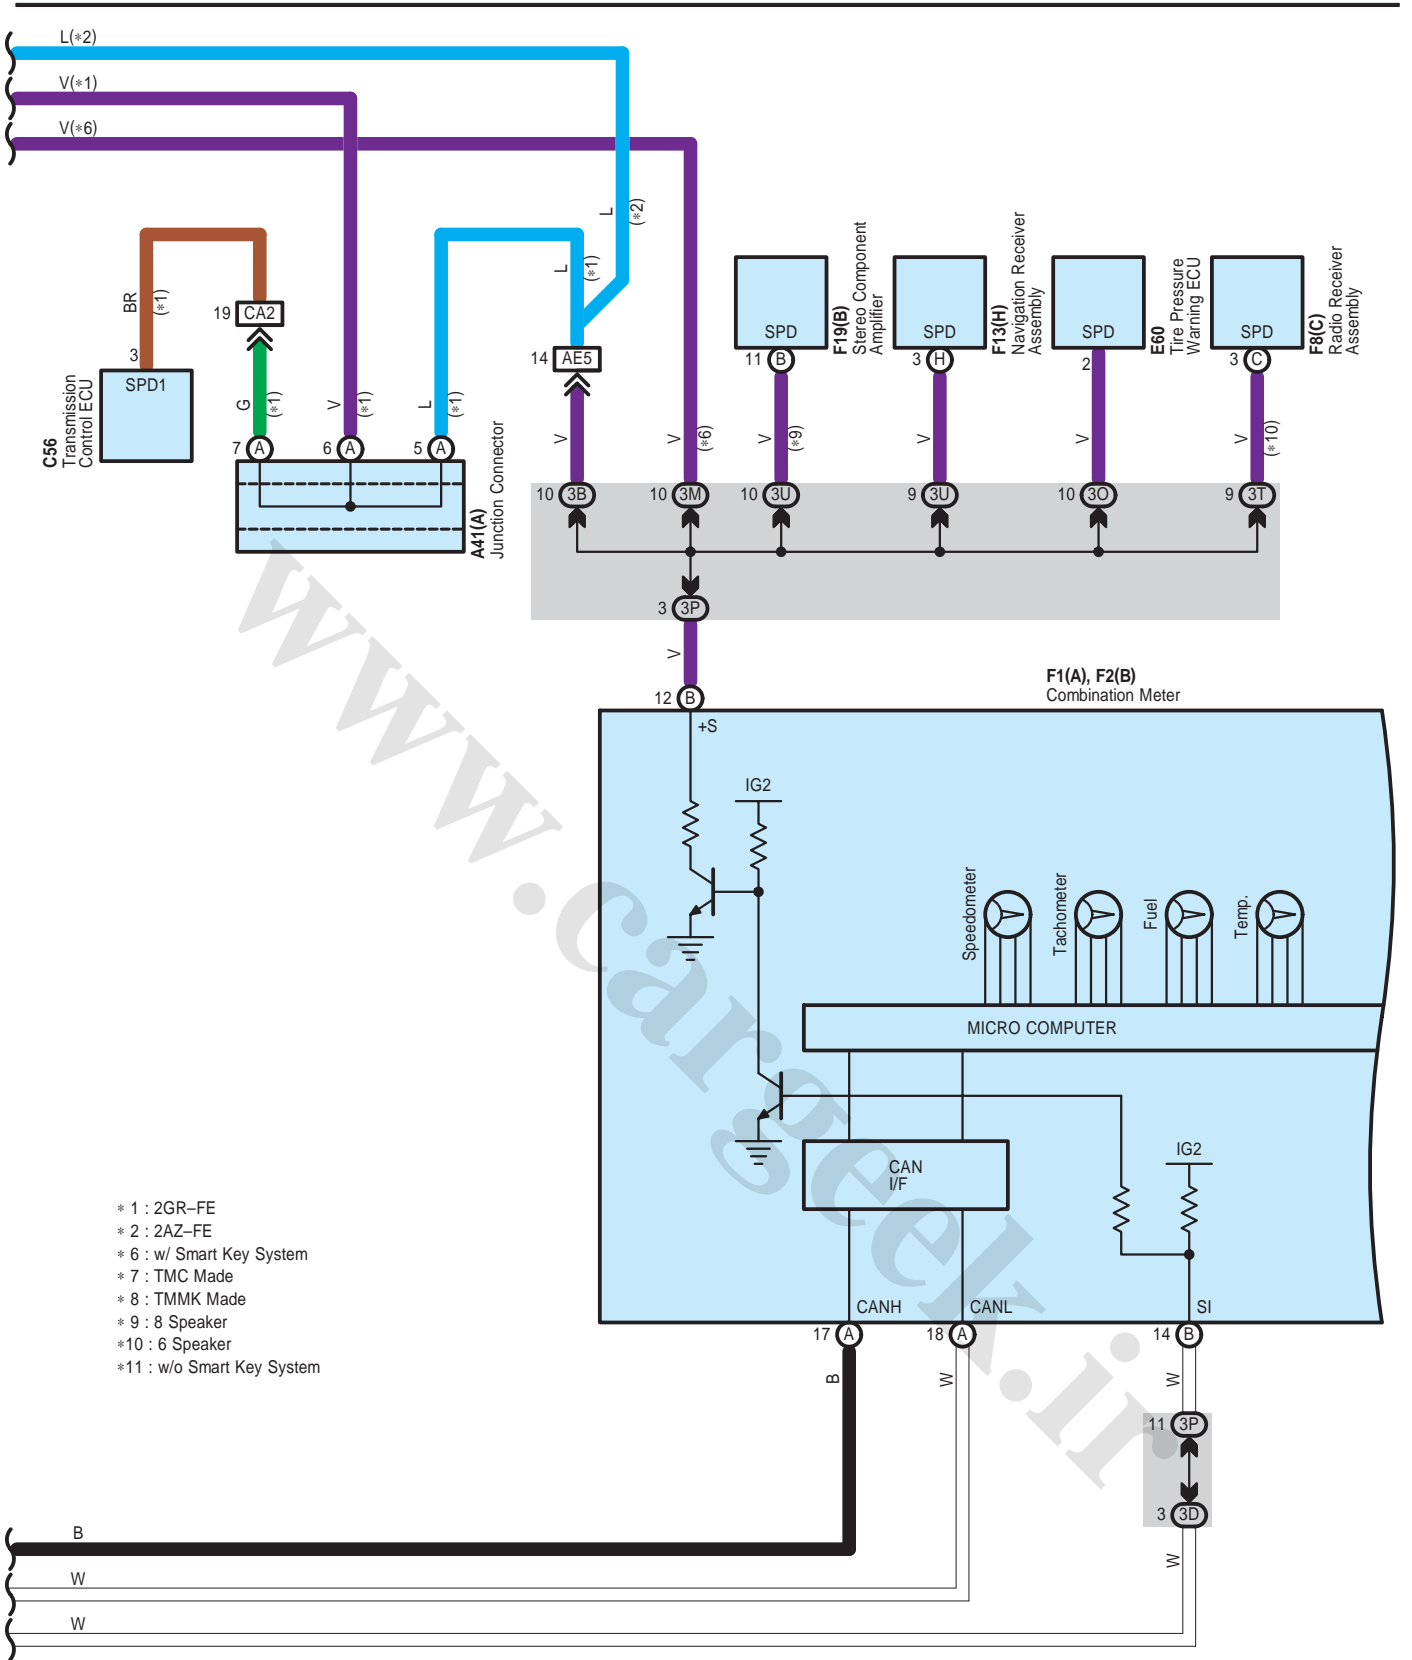 L(∗2)
V(∗1)
V(∗6)
L
(∗2)
BR
(∗1)
19 CA2
3
SPD1
C56
Transmission
Control ECU
G
(∗1)
V
(∗1)
L
(∗1)
L
(∗1)
14 AE5
7 A
6 A
5 A
A41(A)
Junction Connector
SPD
11 B
F19(B)
Stereo Component
Amplifier
SPD
3 H
F13(H)
Navigation Receiver
Assembly
SPD
2
E60
Tire Pressure
Warning ECU
SPD
3 C
F8(C)
Radio Receiver
Assembly
V
V
(∗6)
V
(∗9)
V
V
V
(∗10)
10 3B
10 3M
10 3U
9 3U
10 3O
9 3T
3 3P
V
12 B
F1(A), F2(B)
Combination Meter
+S
IG2
Speedometer
Tachometer
Fuel
Temp.
MICRO COMPUTER
CAN
I/F
IG2
CANH
CANL
SI
17 A
18 A
14 B
B
W
W
11 3P
3 3D
W
∗ 1 : 2GR–FE
∗ 2 : 2AZ–FE
∗ 6 : w/ Smart Key System
∗ 7 : TMC Made
∗ 8 : TMMK Made
∗ 9 : 8 Speaker
∗10 : 6 Speaker
∗11 : w/o Smart Key System
B
W
W
www.cargeek.ir